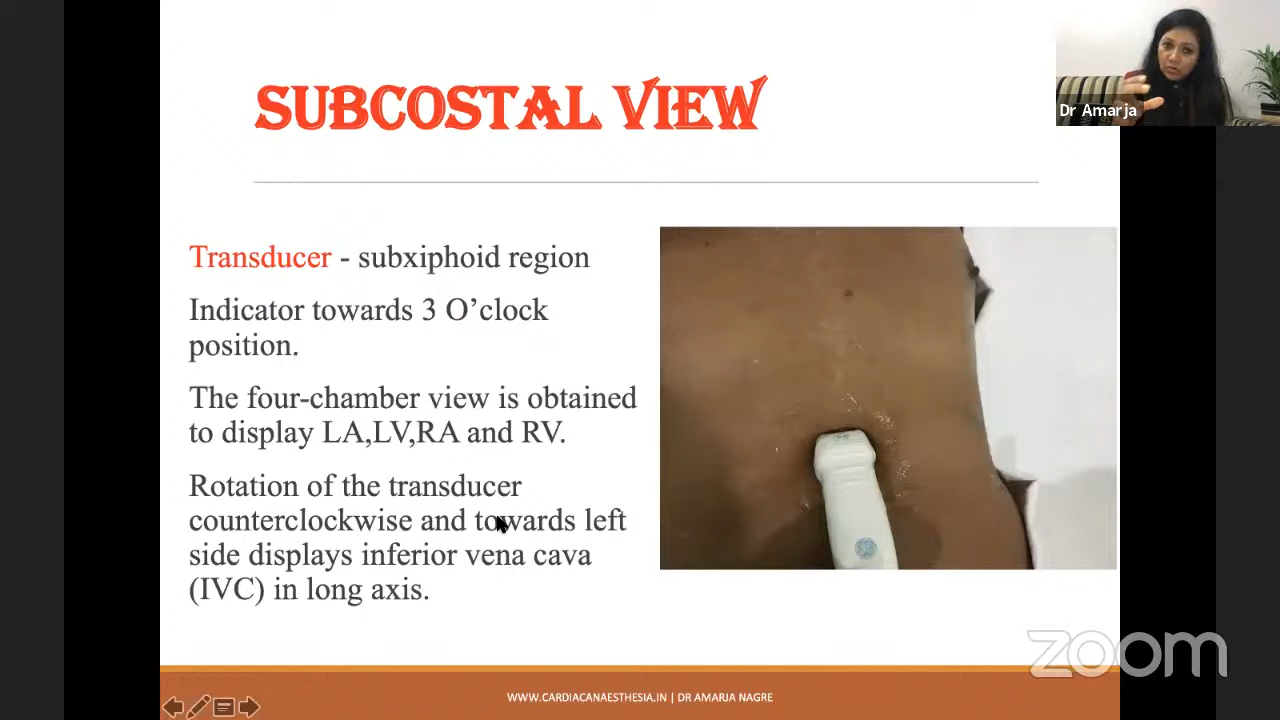 SUBCOSTAL VIEW
Dr Amarja
Transducer - subxiphoid region
Indicator towards 3 O’clock
position.
The four-chamber view is obtained
to display LA,LV,RA and RV.
Rotation of the transducer
counterclockwise and towards left
side displays inferior vena cava
(IVC) in long axis.
zoom
WWW.CARDIACANAESTHESIA.IN | DR AMARJA NAGRE